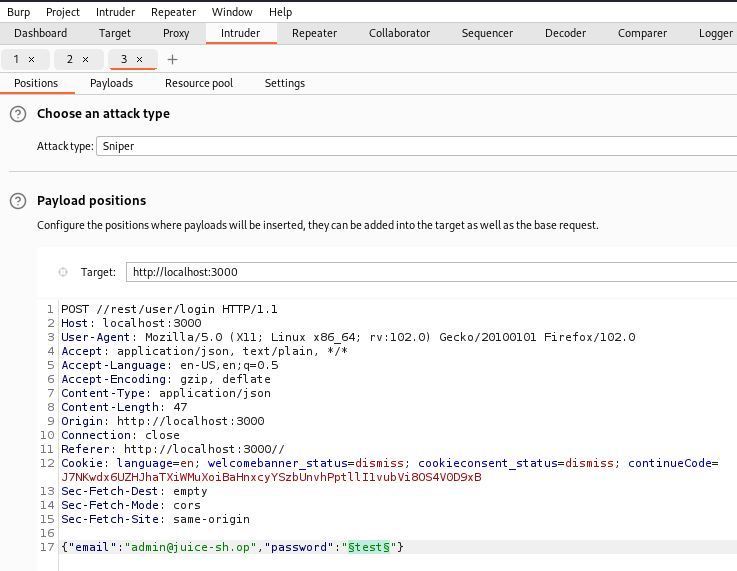 Burp Project Intruder Repeater Window Help
Dashboard Target Proxy Intruder Repeater Collaborator Sequencer Decoder Comparer Logger
1 × 2 × 3 × +
Positions Payloads Resource pool Settings
? Choose an attack type
Attack type: Sniper
? Payload positions
Configure the positions where payloads will be inserted, they can be added into the target as well as the base request.
Target: http://localhost:3000
1 POST //rest/user/login HTTP/1.1
2 Host: localhost:3000
3 User-Agent: Mozilla/5.0 (X11; Linux x86_64; rv:102.0) Gecko/20100101 Firefox/102.0
4 Accept: application/json, text/plain, */*
5 Accept-Language: en-US,en;q=0.5
6 Accept-Encoding: gzip, deflate
7 Content-Type: application/json
8 Content-Length: 47
9 Origin: http://localhost:3000
10 Connection: close
11 Referer: http://localhost:3000//
12 Cookie: language=en; welcomebanner_status=dismiss; cookieconsent_status=dismiss; continueCode=
J7NKwdx6UZHJhaTXiWMuXoiBaHnxcyYSzbUnvhPptllI1vubVi8OS4V0D9xB
13 Sec-Fetch-Dest: empty
14 Sec-Fetch-Mode: cors
15 Sec-Fetch-Site: same-origin
16
17 {"email":"admin@juice-sh.op","password":"§test§"}